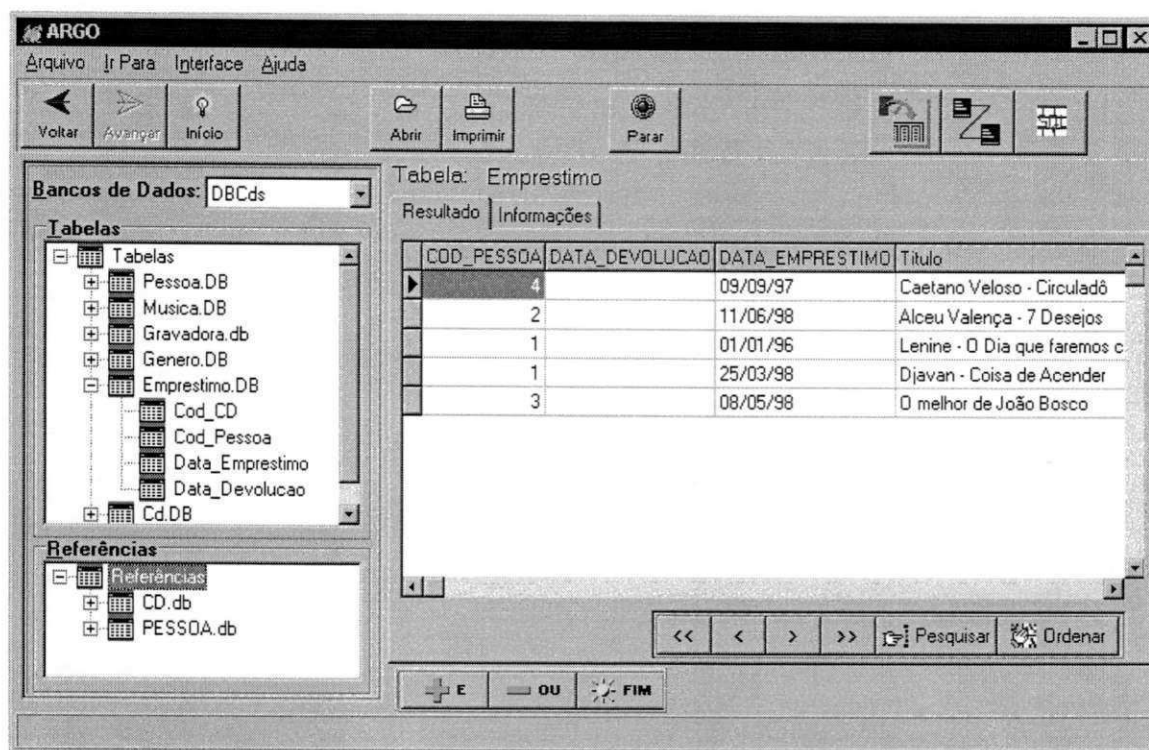 ARGO
Arquivo Ir Para Interface Ajuda
Voltar Avançar Início Abrir Imprimir Parar SQL
Bancos de Dados: DBCds
Tabelas
Tabelas
Pessoa.DB
Musica.DB
Gravadora.db
Genero.DB
Emprestimo.DB
Cod_CD
Cod_Pessoa
Data_Emprestimo
Data_Devolucao
Cd.DB
Referências
Referências
CD.db
PESSOA.db
Tabela: Emprestimo
Resultado Informações
COD_PESSOA DATA_DEVOLUCAO DATA_EMPRESTIMO Título
4 09/09/97 Caetano Veloso - Circuladô
2 11/06/98 Alceu Valença - 7 Desejos
1 01/01/96 Lenine - O Dia que faremos c
1 25/03/98 Djavan - Coisa de Acender
3 08/05/98 O melhor de João Bosco
<< < > >> Pesquisar Ordenar
E OU FIM